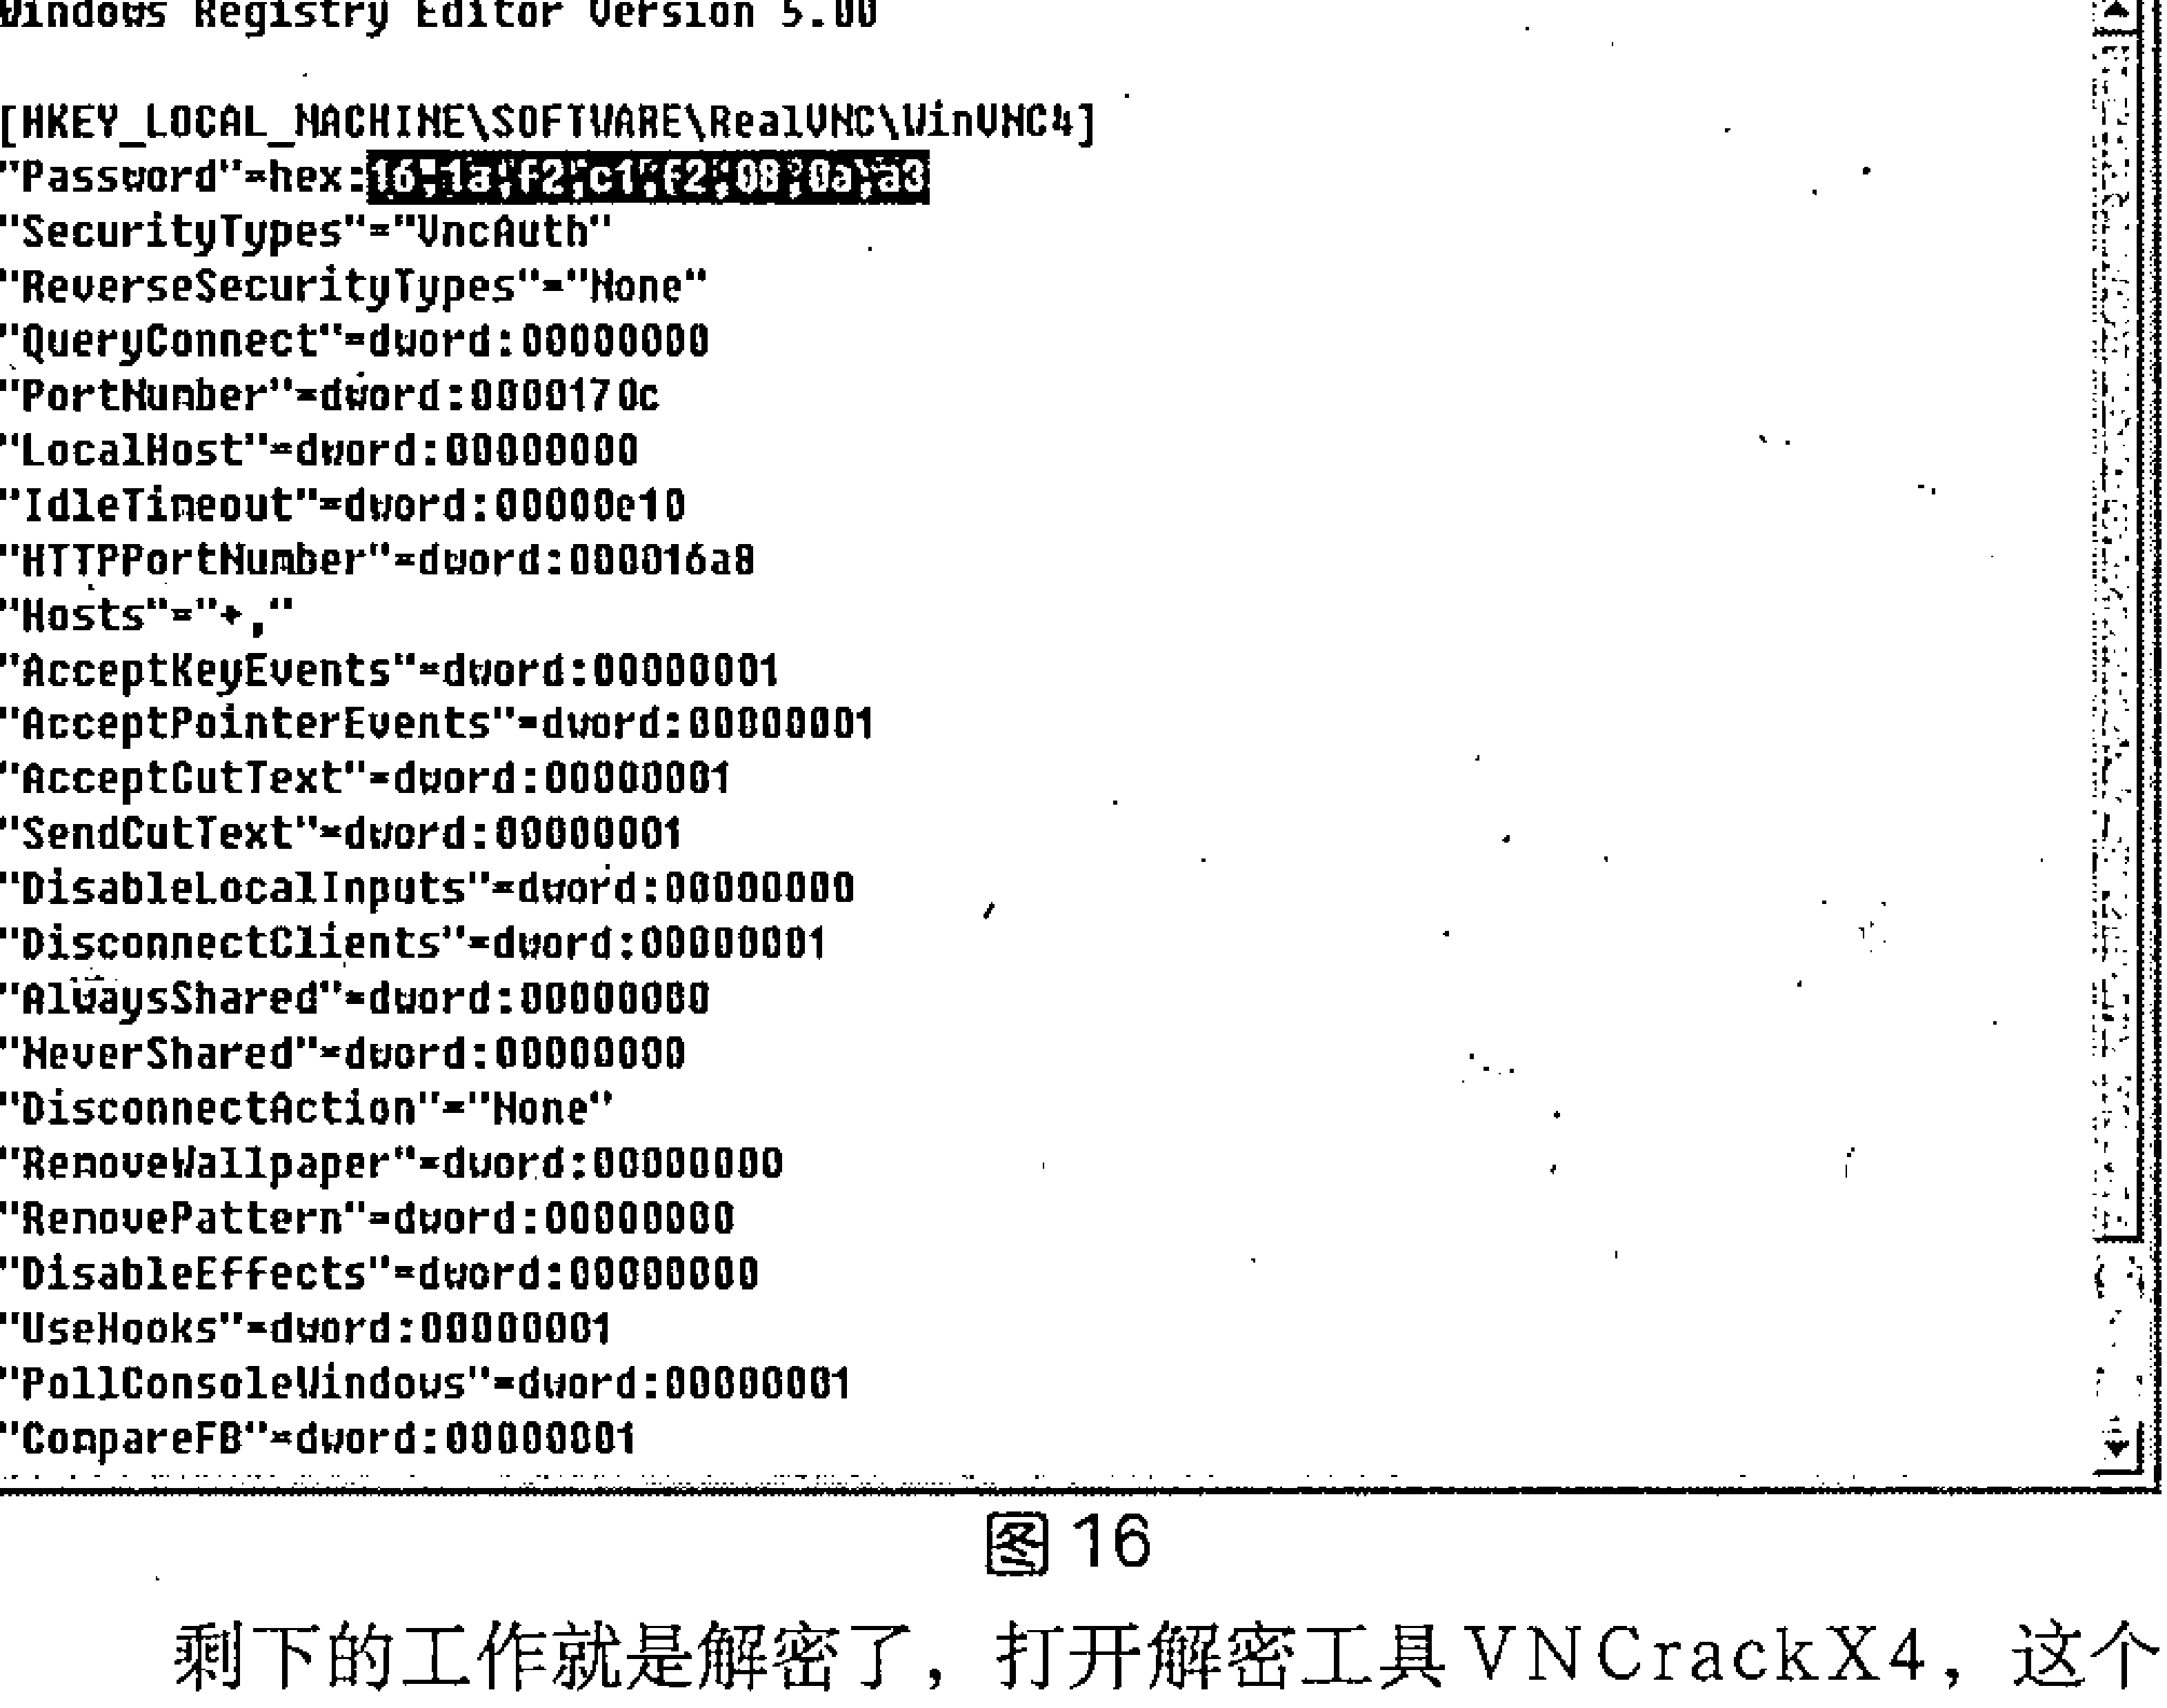 Windows Registry Editor Version 5.00
[HKEY_LOCAL_MACHINE\SOFTWARE\RealVNC\WinVNC4]
"Password"=hex:16,1a,f2,c1,f2,08,0a,a3
"SecurityTypes"="VncAuth"
"ReverseSecurityTypes"="None"
"QueryConnect"=dword:00000000
"PortNumber"=dword:0000170c
"LocalHost"=dword:00000000
"IdleTimeout"=dword:00000e10
"HTTPPortNumber"=dword:000016a8
"Hosts"="+,"
"AcceptKeyEvents"=dword:00000001
"AcceptPointerEvents"=dword:00000001
"AcceptCutText"=dword:00000001
"SendCutText"=dword:00000001
"DisableLocalInputs"=dword:00000000
"DisconnectClients"=dword:00000001
"AlwaysShared"=dword:00000000
"NeverShared"=dword:00000000
"DisconnectAction"="None"
"RemoveWallpaper"=dword:00000000
"RemovePattern"=dword:00000000
"DisableEffects"=dword:00000000
"UseHooks"=dword:00000001
"PollConsoleWindows"=dword:00000001
"CompareFB"=dword:00000001
图 16
剩下的工作就是解密了，打开解密工具VNCrackX4，这个